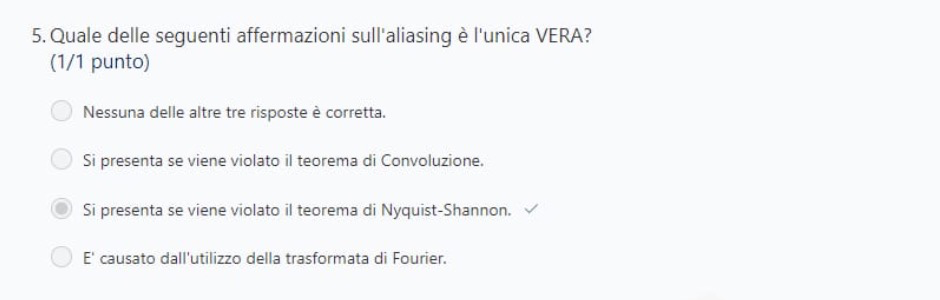 5. Quale delle seguenti affermazioni sull'aliasing è l'unica VERA?
(1/1 punto)
Nessuna delle altre tre risposte è corretta.
Si presenta se viene violato il teorema di Convoluzione.
Si presenta se viene violato il teorema di Nyquist-Shannon.
E' causato dall'utilizzo della trasformata di Fourier.